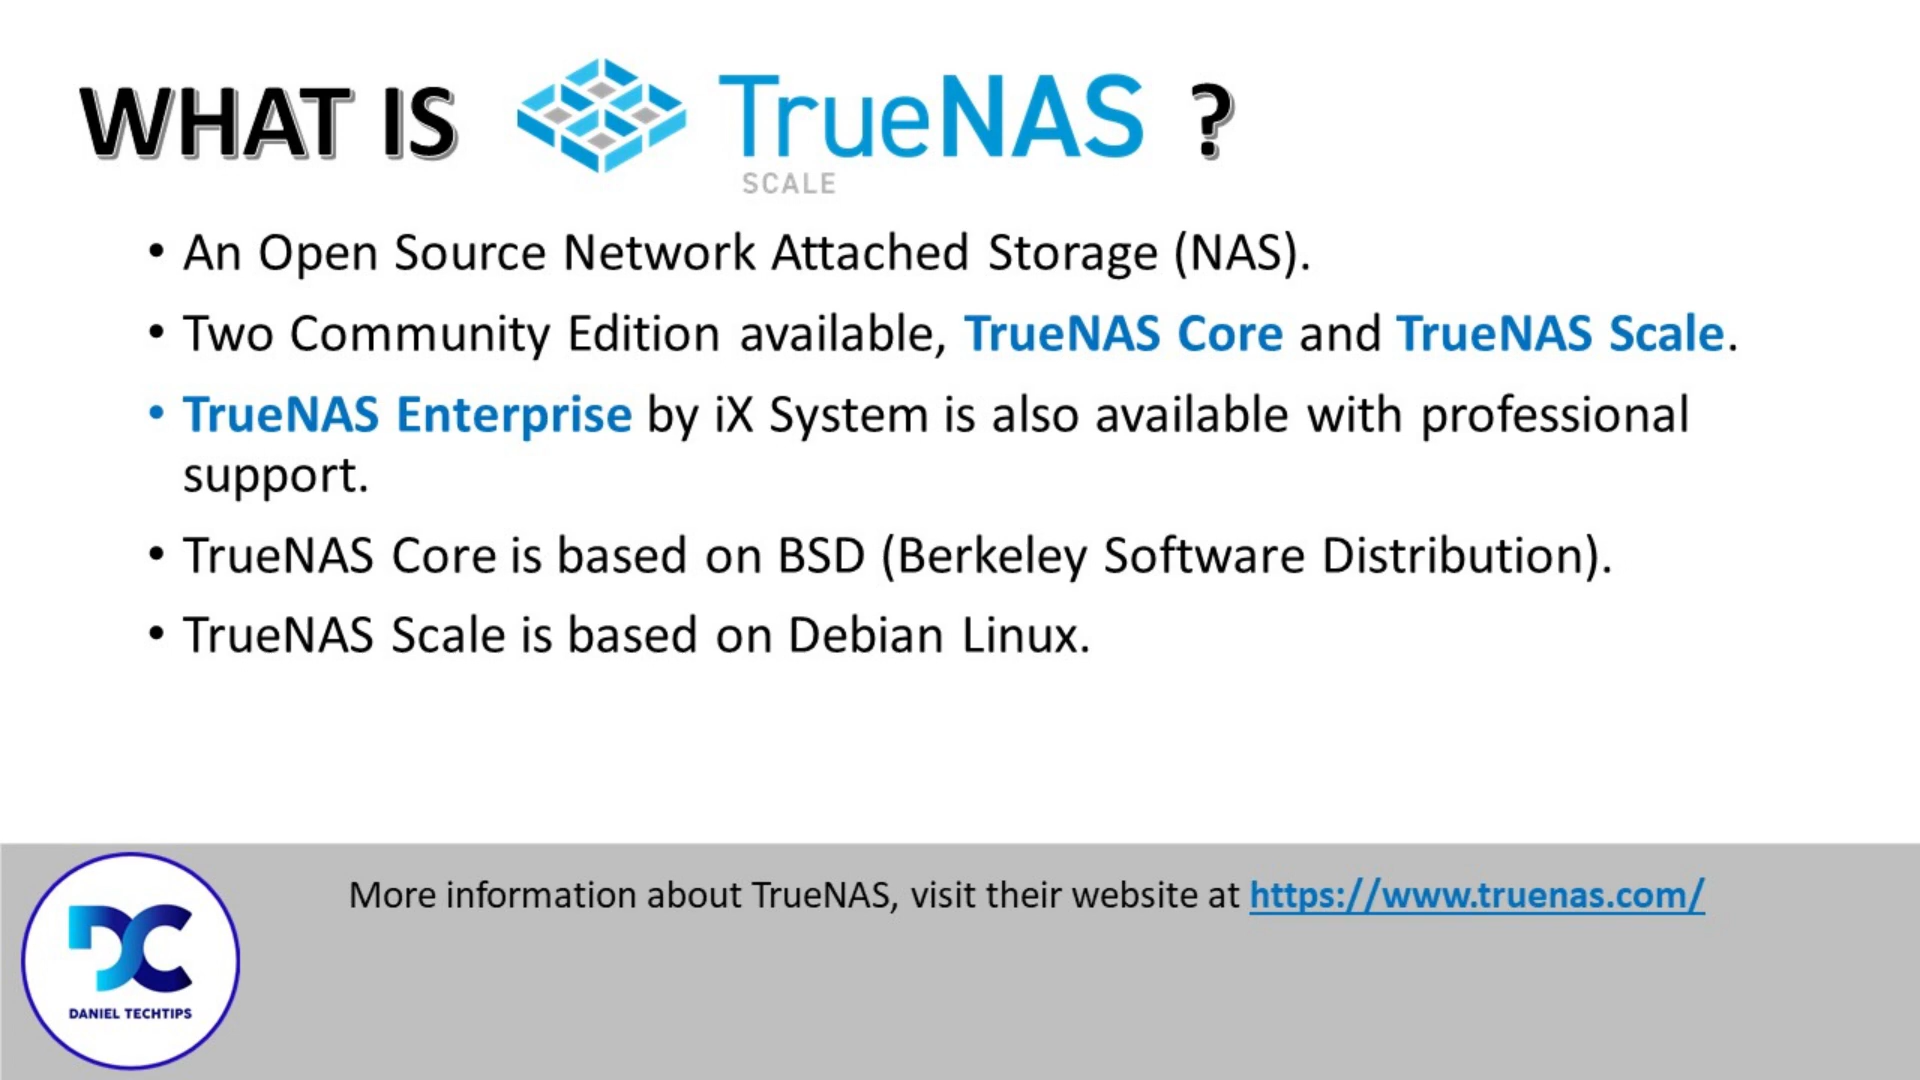 WHAT IS TrueNAS ?
SCALE
• An Open Source Network Attached Storage (NAS).
• Two Community Edition available, TrueNAS Core and TrueNAS Scale.
• TrueNAS Enterprise by iX System is also available with professional
support.
• TrueNAS Core is based on BSD (Berkeley Software Distribution).
• TrueNAS Scale is based on Debian Linux.
More information about TrueNAS, visit their website at https://www.truenas.com/
DC
DANIEL TECHTIPS